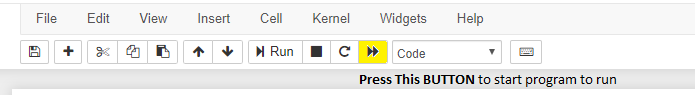 File Edit View Insert Cell Kernel Widgets Help
Run Code
Press This BUTTON to start program to run